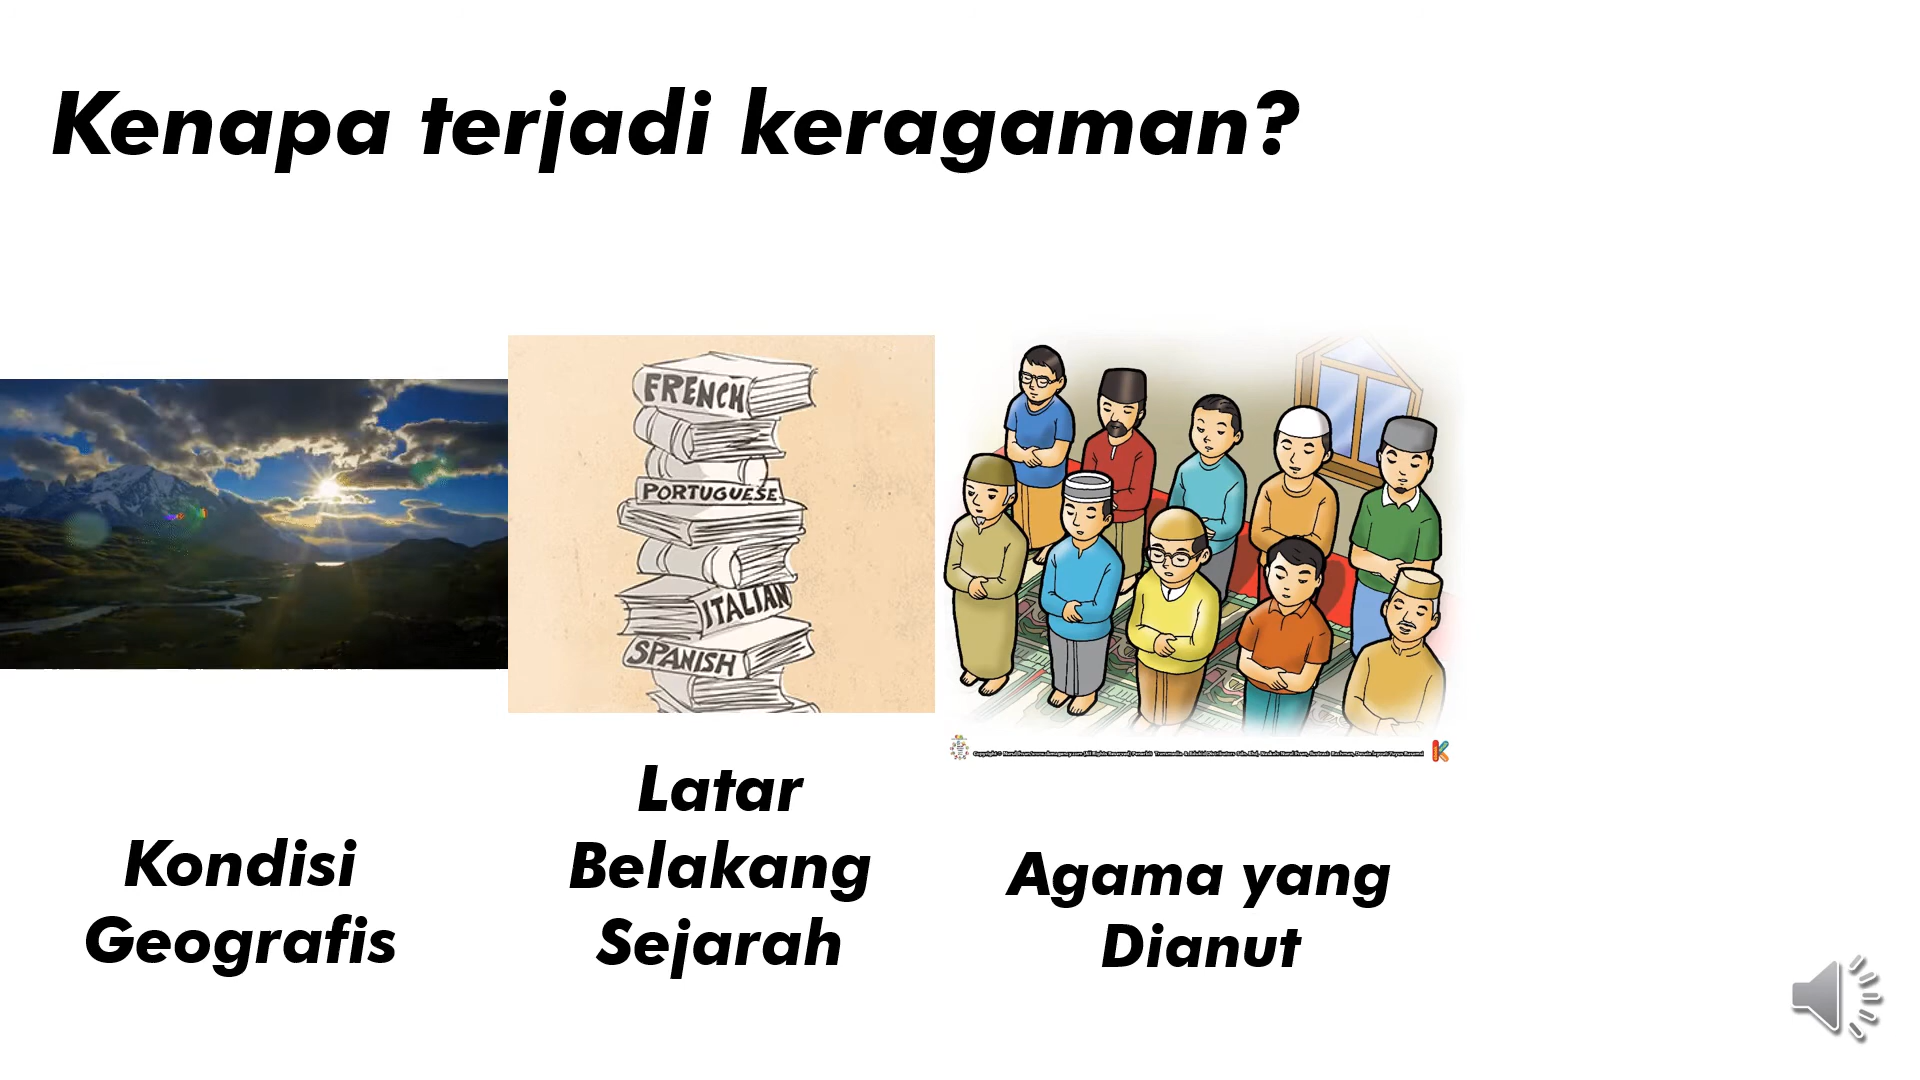 Kenapa terjadi keragaman?
FRENCH
PORTUGUESE
ITALIAN
SPANISH
Kondisi
Geografis
Latar
Belakang
Sejarah
Agama yang
Dianut